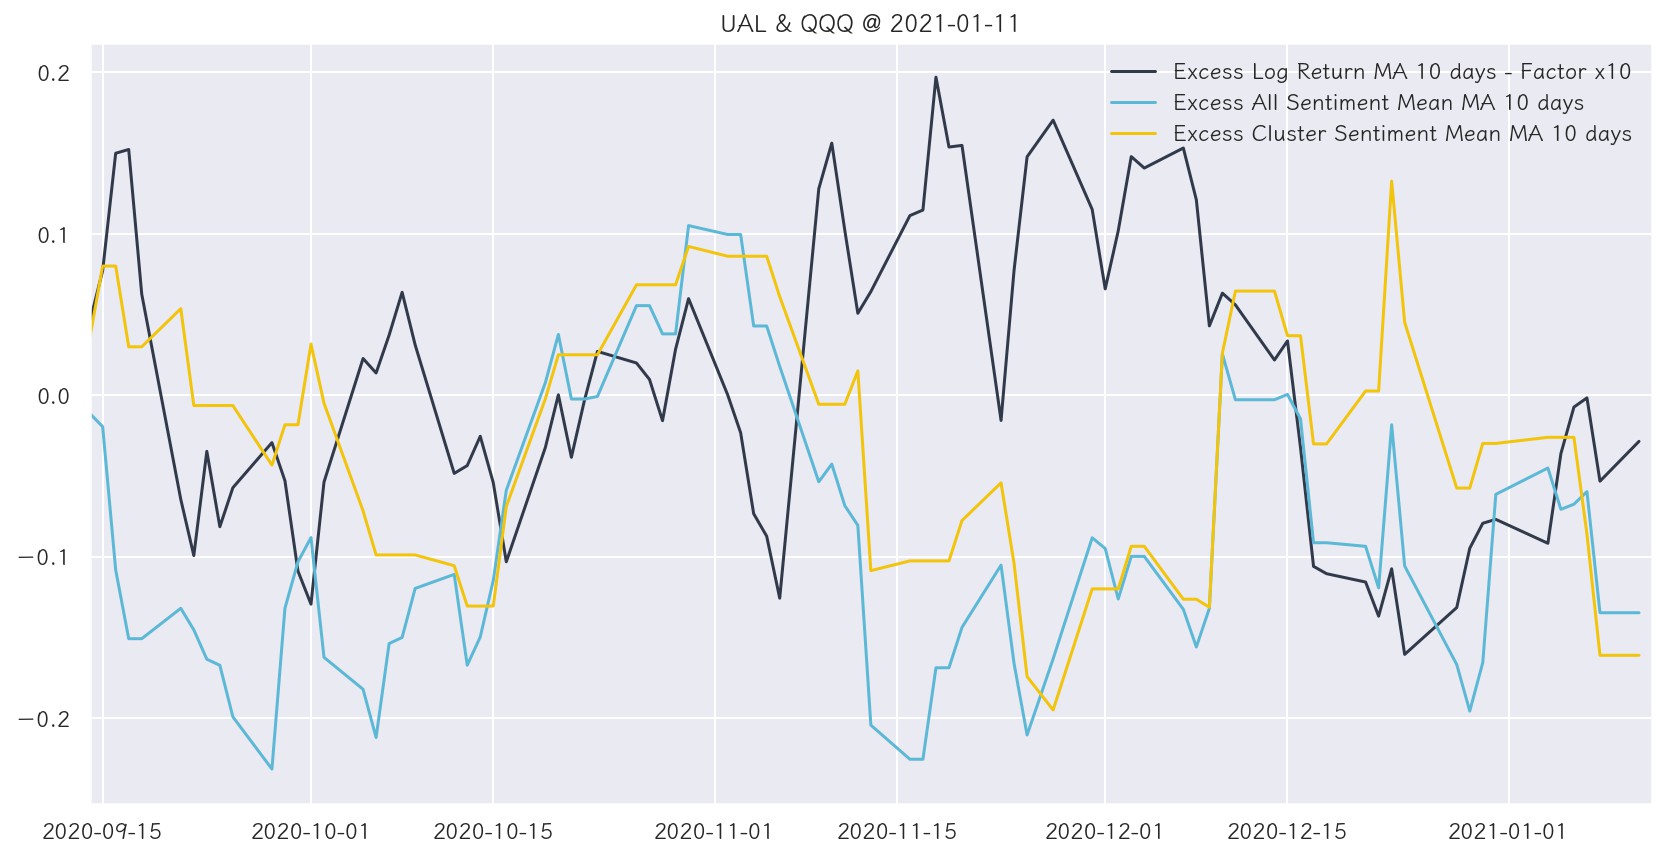 UAL & QQQ @ 2021-01-11
Excess Log Return MA 10 days - Factor x10
Excess All Sentiment Mean MA 10 days
Excess Cluster Sentiment Mean MA 10 days
0.2
0.1
0.0
−0.1
−0.2
2020-09-15 2020-10-01 2020-10-15 2020-11-01 2020-11-15 2020-12-01 2020-12-15 2021-01-01